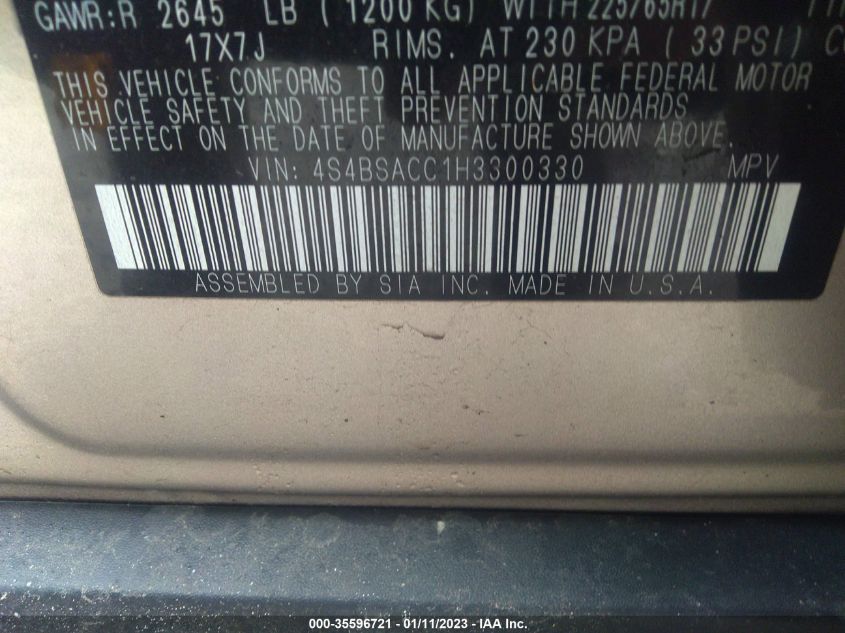 GAWR:R 2645 LB ( 1200 KG) WITH 225/65R17
17X7J RIMS. AT 230 KPA ( 33 PSI)
THIS VEHICLE CONFORMS TO ALL APPLICABLE FEDERAL MOTOR
VEHICLE SAFETY AND THEFT PREVENTION STANDARDS
IN EFFECT ON THE DATE OF MANUFACTURE SHOWN ABOVE.
VIN: 4S4BSACC1H3300330 MPV
ASSEMBLED BY SIA INC. MADE IN U.S.A.
000-35596721 - 01/11/2023 - IAA Inc.